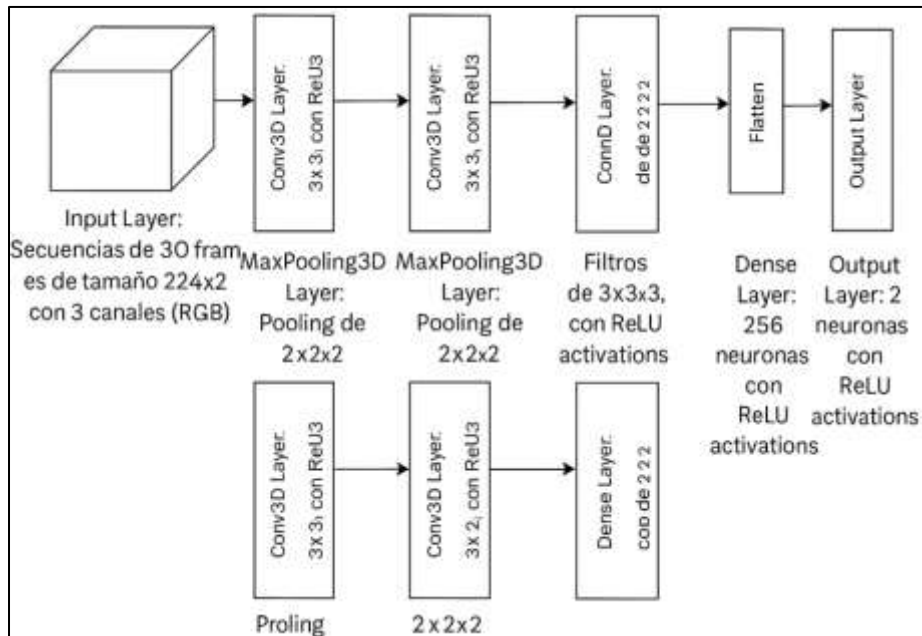 Conv3D Layer.
3x 3, con ReU3
Conv3D Layer.
3x 3, con ReU3
ConnD Layer.
de de 2 2 2 2
Flatten
Output Layer
Input Layer:
Secuencias de 30 fram
es de tamaño 224x2
con 3 canales (RGB)
MaxPooling3D
Layer:
Pooling de
2x2x2
MaxPooling3D
Layer:
Pooling de
2x2x2
Filtros
de 3x3x3,
con ReLU
activations
Dense
Layer:
256
neuronas
con
ReLU
activations
Output
Layer: 2
neuronas
con
ReLU
activations
Conv3D Layer.
3x 3, con ReU3
Conv3D Layer.
3x 2, con ReU3
Dense Layer.
de 2 2 2
Proling
2x2x2